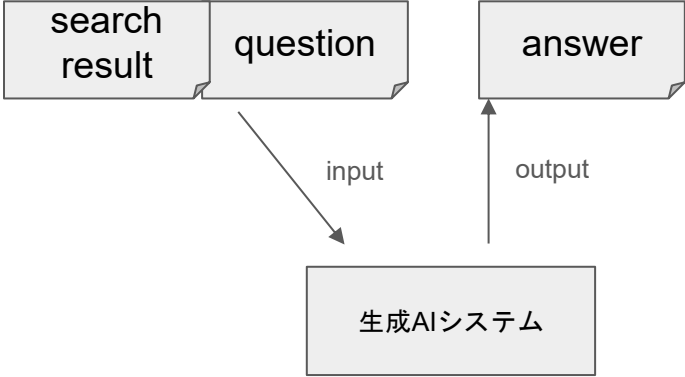 search
result
question
answer
input
output
生成AIシステム